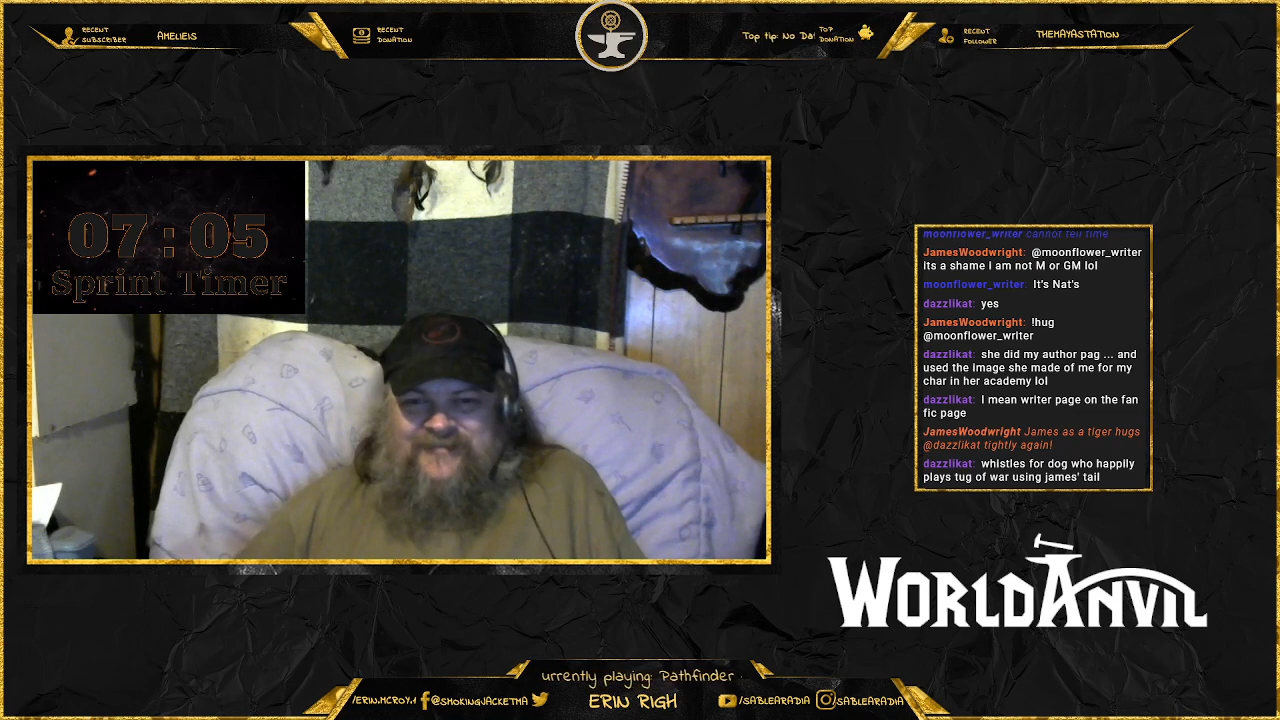 RECENT
SUBSCRIBER
AMELIEIS
RECENT
DONATION
Top tip: No Da!
TOP
DONATION
RECENT
FOLLOWER
THEMAYASTATION
07:05
Sprint Timer
moonflower_writer cannot tell time
JamesWoodwright: @moonflower_writer
its a shame I am not M or GM lol
moonflower_writer: It's Nat's
dazzlikat: yes
JamesWoodwright: !hug
@moonflower_writer
dazzlikat: she did my author pag ... and
used the image she made of me for my
char in her academy lol
dazzlikat: I mean writer page on the fan
fic page
JamesWoodwright James as a tiger hugs
@dazzlikat tightly again!
dazzlikat: whistles for dog who happily
plays tug of war using james' tail
WORLDANVIL
urrently playing: Pathfinder
/ERIN.MCROY.1
@SMOKINGJACKETMA
ERIN RIGH
/SABLEARADIA
/SABLEARADIA